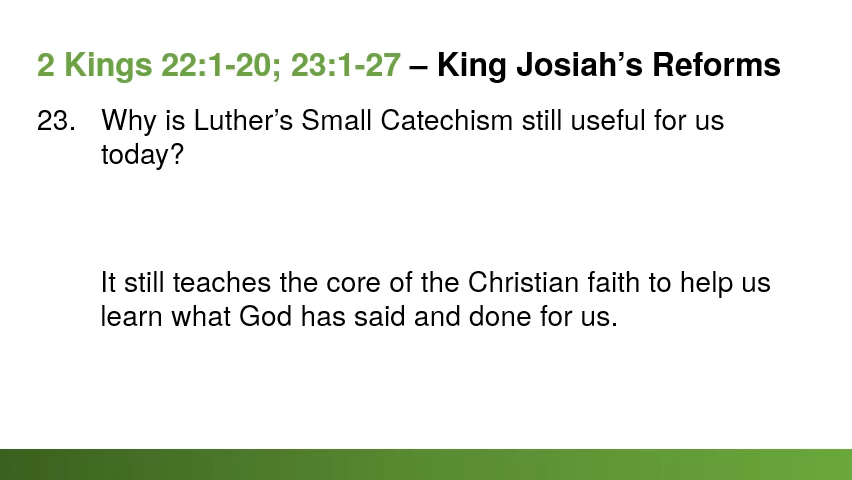 2 Kings 22:1-20; 23:1-27 – King Josiah’s Reforms
23. Why is Luther’s Small Catechism still useful for us
today?
It still teaches the core of the Christian faith to help us
learn what God has said and done for us.